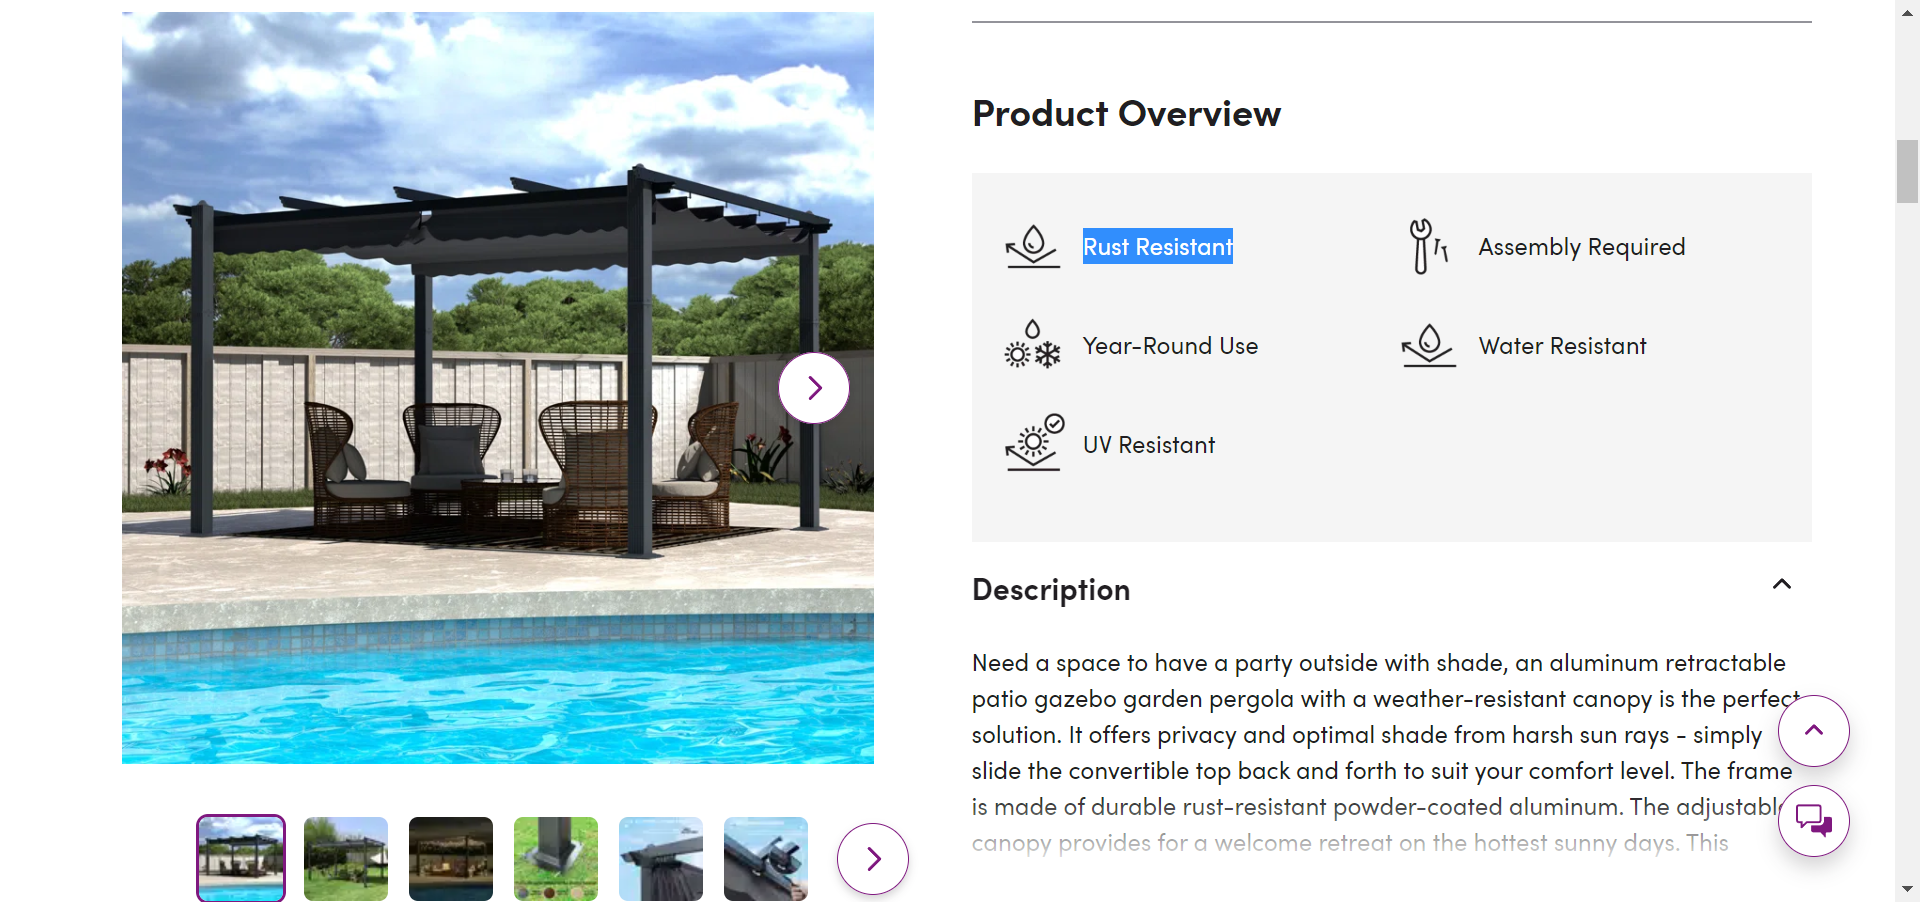 Product Overview
Rust Resistant
Assembly Required
Year-Round Use
Water Resistant
UV Resistant
Description
Need a space to have a party outside with shade, an aluminum retractable
patio gazebo garden pergola with a weather-resistant canopy is the perfect
solution. It offers privacy and optimal shade from harsh sun rays - simply
slide the convertible top back and forth to suit your comfort level. The frame
is made of durable rust-resistant powder-coated aluminum. The adjustable
canopy provides for a welcome retreat on the hottest sunny days. This